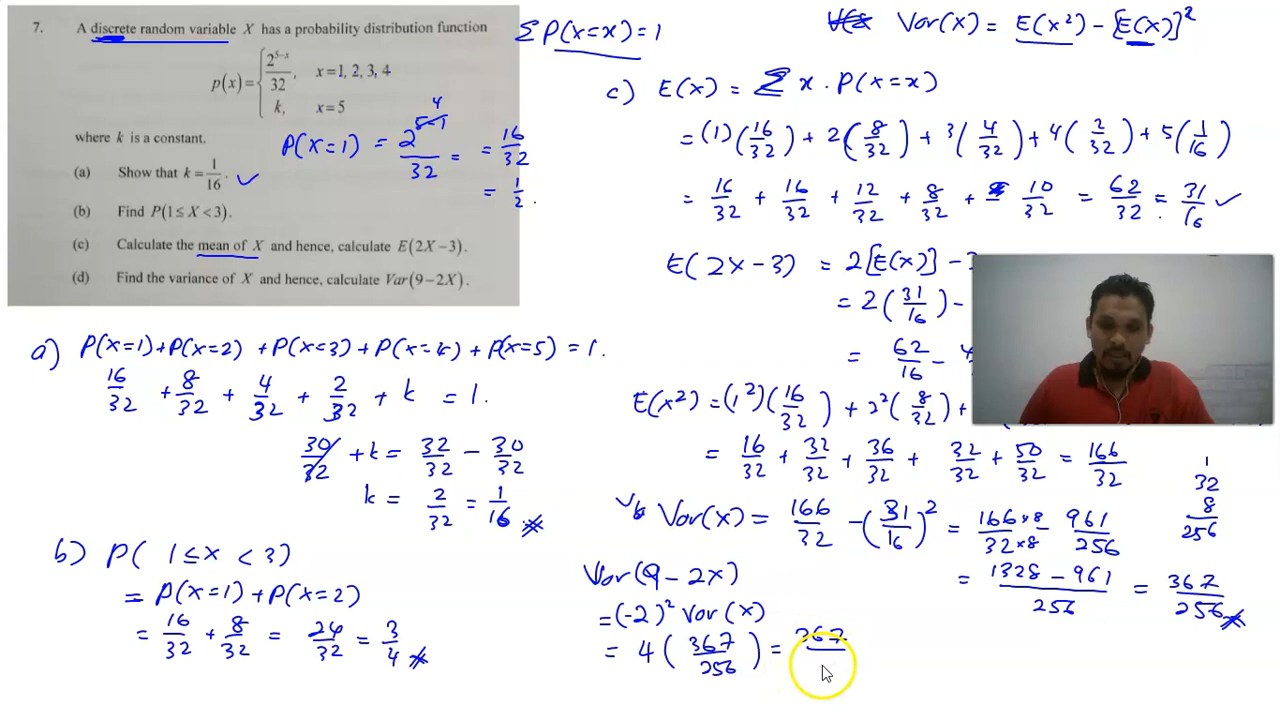 7. A discrete random variable X has a probability distribution function
p(x) = { 2^(5-x)/32, x = 1, 2, 3, 4
k, x = 5
where k is a constant.
(a) Show that k = 1/16. ✓
(b) Find P(1 ≤ X < 3).
(c) Calculate the mean of X and hence, calculate E(2X − 3).
(d) Find the variance of X and hence, calculate Var(9 − 2X).
Σ P(X=x) = 1
P(X=1) = 2^(5-1)/32 = = 16/32
4
= 1/2.
a) P(X=1) + P(X=2) + P(X=3) + P(X=4) + P(X=5) = 1.
16/32 + 8/32 + 4/32 + 2/32 + k = 1.
30/32 + k = 32/32 − 30/32
k = 2/32 = 1/16
b) P( 1 ≤ X < 3)
= P(X=1) + P(X=2)
= 16/32 + 8/32 = 24/32 = 3/4
Var(X) = E(X²) − [E(X)]²
c) E(X) = Σ x . P(X=x)
= (1)(16/32) + 2(8/32) + 3(4/32) + 4(2/32) + 5(1/16)
= 16/32 + 16/32 + 12/32 + 8/32 + 10/32 = 62/32 = 31/16 ✓
E(2X − 3) = 2[E(X)] −
= 2(31/16) −
= 62/16 −
E(X²) = (1²)(16/32) + 2²(8/32) +
= 16/32 + 32/32 + 36/32 + 32/32 + 50/32 = 166/32
1
32
8
256
Var(X) = 166/32 − (31/16)² = 166×8/32×8 − 961/256
= 1328 − 961/256 = 367/256
Var(9 − 2X)
= (−2)² Var(X)
= 4(367/256) = 367